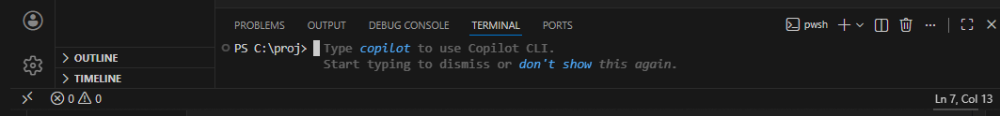 PROBLEMS OUTPUT DEBUG CONSOLE TERMINAL PORTS pwsh
PS C:\proj> Type copilot to use Copilot CLI.
Start typing to dismiss or don't show this again.
OUTLINE
TIMELINE
0 0 Ln 7, Col 13